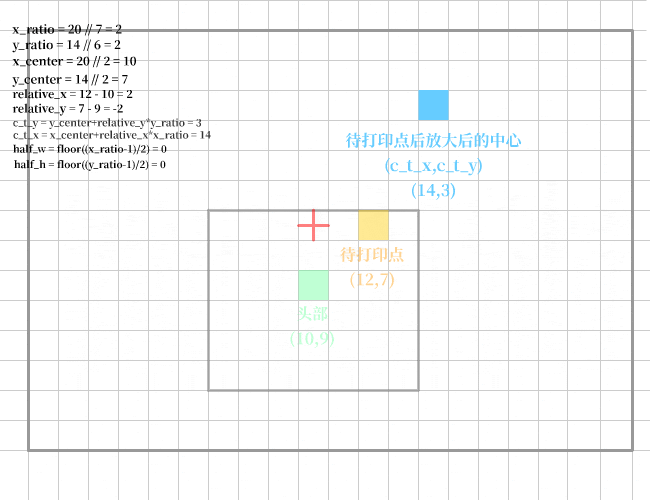 x_ratio = 20 // 7 = 2
y_ratio = 14 // 6 = 2
x_center = 20 // 2 = 10
y_center = 14 // 2 = 7
relative_x = 12 - 10 = 2
relative_y = 7 - 9 = -2
c_t_y = y_center+relative_y*y_ratio = 3
c_t_x = x_center+relative_x*x_ratio = 14
half_w = floor((x_ratio-1)/2) = 0
half_h = floor((y_ratio-1)/2) = 0
待打印点后放大后的中心
(c_t_x,c_t_y)
(14,3)
待打印点
(12,7)
头部
(10,9)